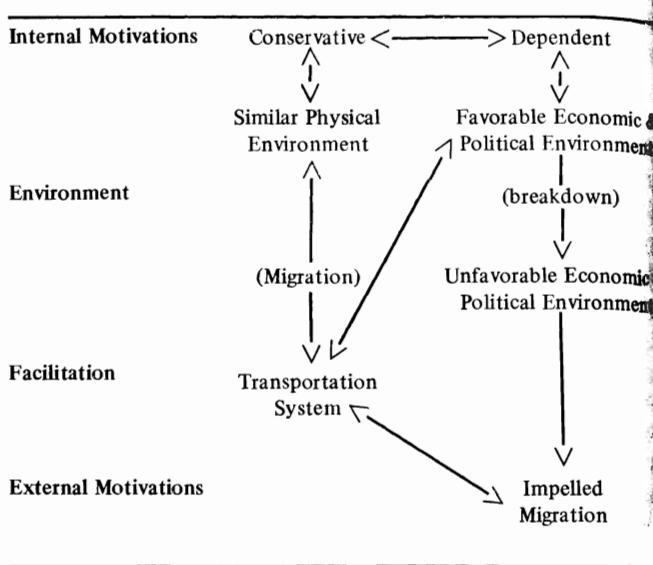 Internal Motivations Conservative Dependent
Similar Physical Favorable Economic &
Environment Political Environment
Environment (breakdown)
(Migration) Unfavorable Economic
Political Environment
Facilitation Transportation
System
External Motivations Impelled
Migration